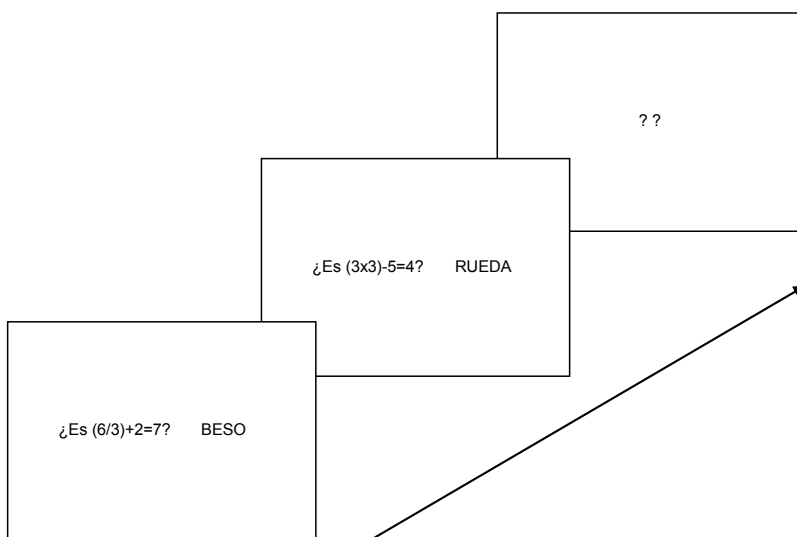 ? ?
¿Es (3x3)-5=4? RUEDA
¿Es (6/3)+2=7? BESO